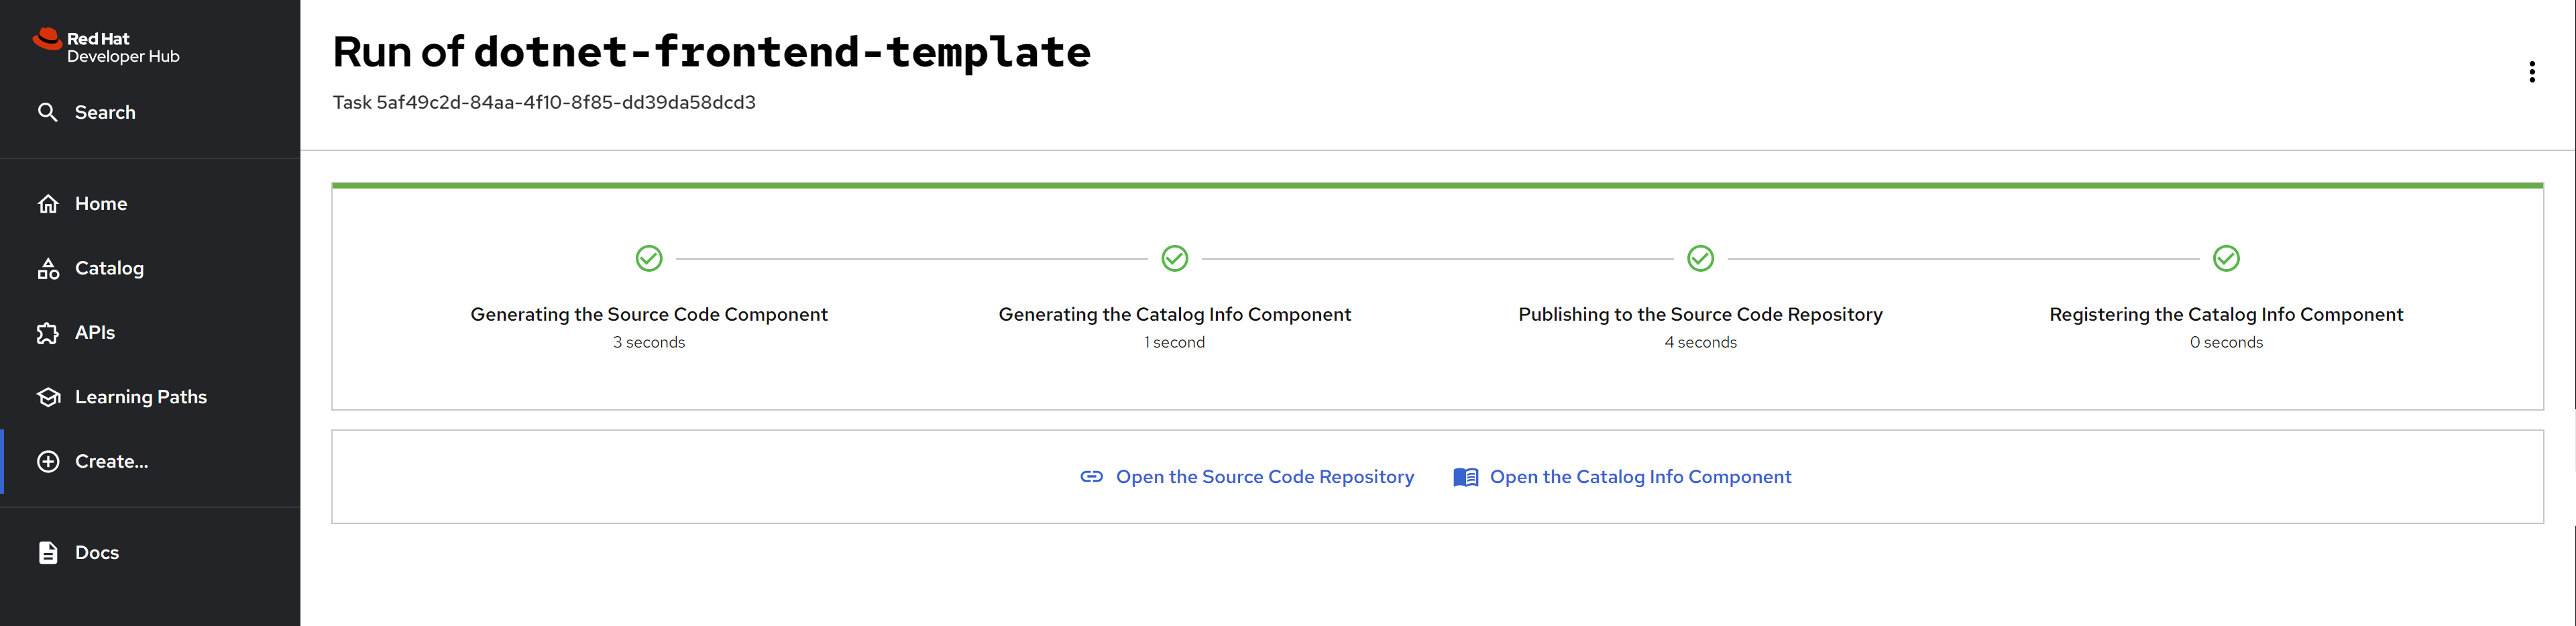 Red Hat
Developer Hub
Search
Home
Catalog
APIs
Learning Paths
Create...
Docs
Run of dotnet-frontend-template
Task 5af49c2d-84aa-4f10-8f85-dd39da58dcd3
Generating the Source Code Component
3 seconds
Generating the Catalog Info Component
1 second
Publishing to the Source Code Repository
4 seconds
Registering the Catalog Info Component
0 seconds
Open the Source Code Repository
Open the Catalog Info Component